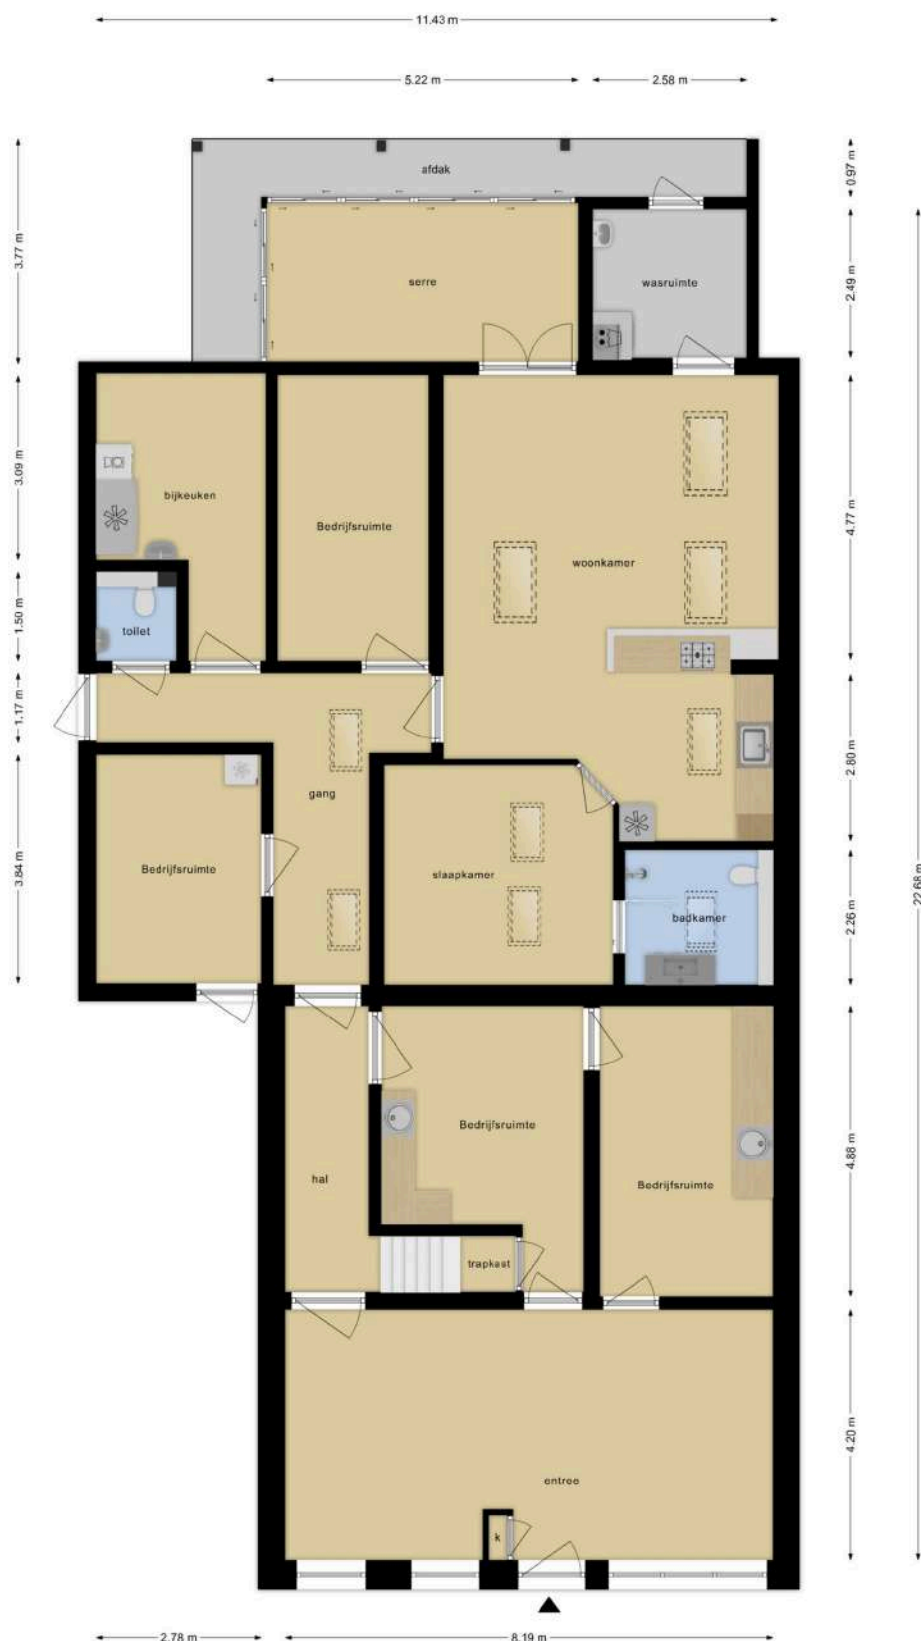 11.43 m
5.22 m
2.58 m
afdak
0.97 m
3.77 m
serre
wasruimte
2.49 m
3.09 m
bijkeuken
Bedrijfsruimte
woonkamer
4.77 m
1.50 m
toilet
1.17 m
2.80 m
gang
3.84 m
Bedrijfsruimte
slaapkamer
badkamer
2.26 m
22.68 m
Bedrijfsruimte
4.88 m
hal
Bedrijfsruimte
trapkast
4.20 m
entree
k
2.78 m
8.19 m